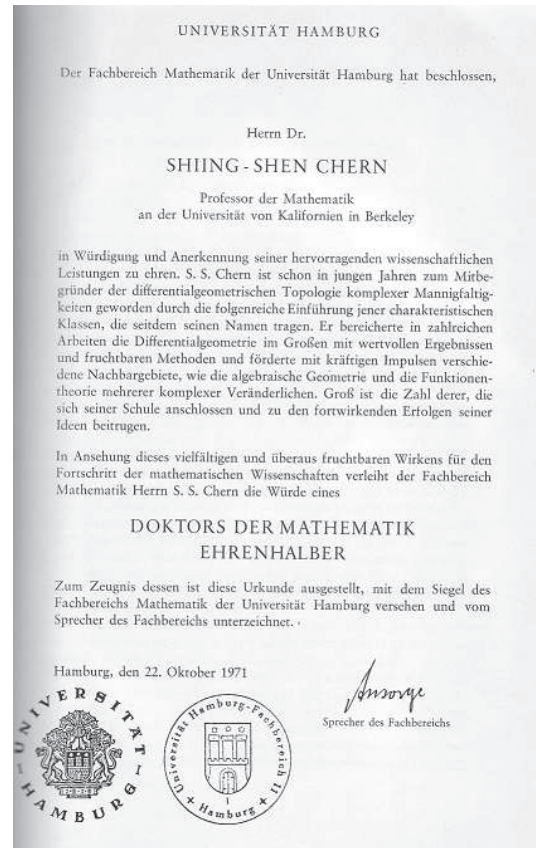 UNIVERSITÄT HAMBURG
Der Fachbereich Mathematik der Universität Hamburg hat beschlossen,
Herrn Dr.
SHIING-SHEN CHERN
Professor der Mathematik
an der Universität von Kalifornien in Berkeley
in Würdigung und Anerkennung seiner hervorragenden wissenschaftlichen
Leistungen zu ehren. S. S. Chern ist schon in jungen Jahren zum Mitbe-
gründer der differentialgeometrischen Topologie komplexer Mannigfaltig-
keiten geworden durch die folgenreiche Einführung jener charakteristischen
Klassen, die seitdem seinen Namen tragen. Er bereicherte in zahlreichen
Arbeiten die Differentialgeometrie im Großen mit wertvollen Ergebnissen
und fruchtbaren Methoden und förderte mit kräftigen Impulsen verschie-
dene Nachbargebiete, wie die algebraische Geometrie und die Funktionen-
theorie mehrerer komplexer Veränderlichen. Groß ist die Zahl derer, die
sich seiner Schule anschlossen und zu den fortwirkenden Erfolgen seiner
Ideen beitrugen.
In Ansehung dieses vielfältigen und überaus fruchtbaren Wirkens für den
Fortschritt der mathematischen Wissenschaften verleiht der Fachbereich
Mathematik Herrn S. S. Chern die Würde eines
DOKTORS DER MATHEMATIK
EHRENHALBER
Zum Zeugnis dessen ist diese Urkunde ausgestellt, mit dem Siegel des
Fachbereichs Mathematik der Universität Hamburg versehen und vom
Sprecher des Fachbereichs unterzeichnet.
Hamburg, den 22. Oktober 1971
Ansorge
Sprecher des Fachbereichs
UNIVERSITÄT
I HAMBURG I
Universität Hamburg-Fachbereich 11
+ Hamburg +
1